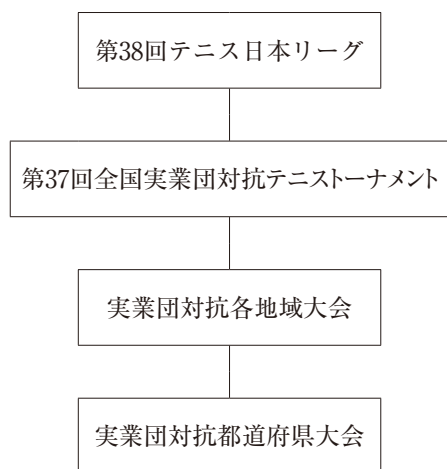 第38回テニス日本リーグ
第37回全国実業団対抗テニストーナメント
実業団対抗各地域大会
実業団対抗都道府県大会